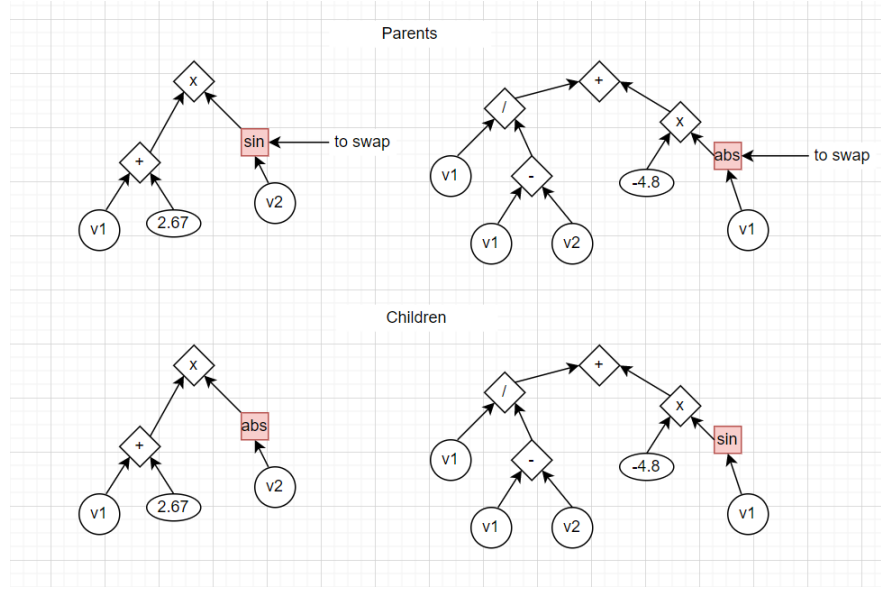 Parents
x
+
/
x
sin
to swap
abs
to swap
+
v1
-
-4.8
v2
v1
2.67
v1
v2
v1
Children
x
+
/
x
abs
sin
+
v1
-
-4.8
v2
v1
2.67
v1
v2
v1